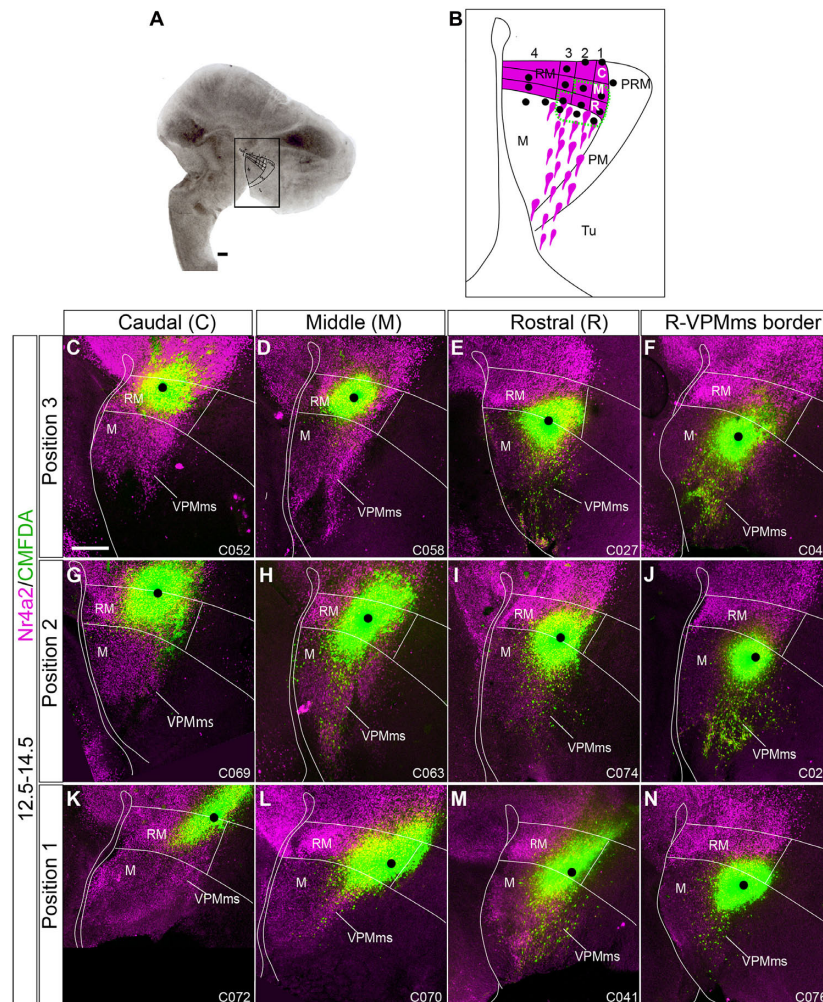 A
B
4 3 2 1
RM C PRM
M
R
M
PM
Tu
Caudal (C) Middle (M) Rostral (R) R-VPMms border
Nr4a2/CMFDA
12.5-14.5
Position 3
C RM M VPMms C052
D RM M VPMms C058
E RM M VPMms C027
F RM M VPMms C04
Position 2
G RM M VPMms C069
H RM M VPMms C063
I RM M VPMms C074
J RM M VPMms C02
Position 1
K RM M VPMms C072
L RM M VPMms C070
M RM M VPMms C041
N RM M VPMms C076